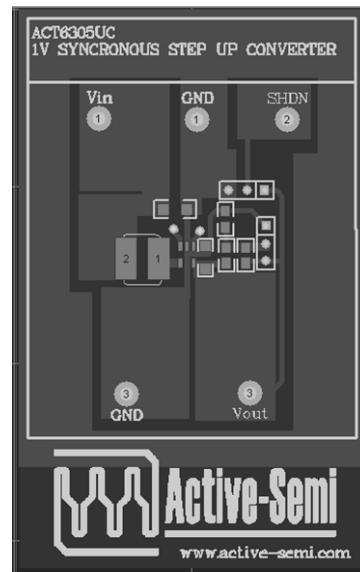 ACT6305UC
1V SYNCRONOUS STEP UP CONVERTER
Vin GND SHDN
1 1 2
2 1
3 3
GND Vout
Active-Semi
www.active-semi.com